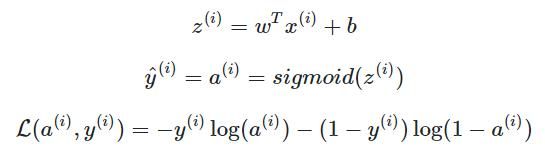 z^{(i)} = w^T x^{(i)} + b
ŷ^{(i)} = a^{(i)} = sigmoid(z^{(i)})
ℒ(a^{(i)}, y^{(i)}) = −y^{(i)} log(a^{(i)}) − (1 − y^{(i)}) log(1 − a^{(i)})